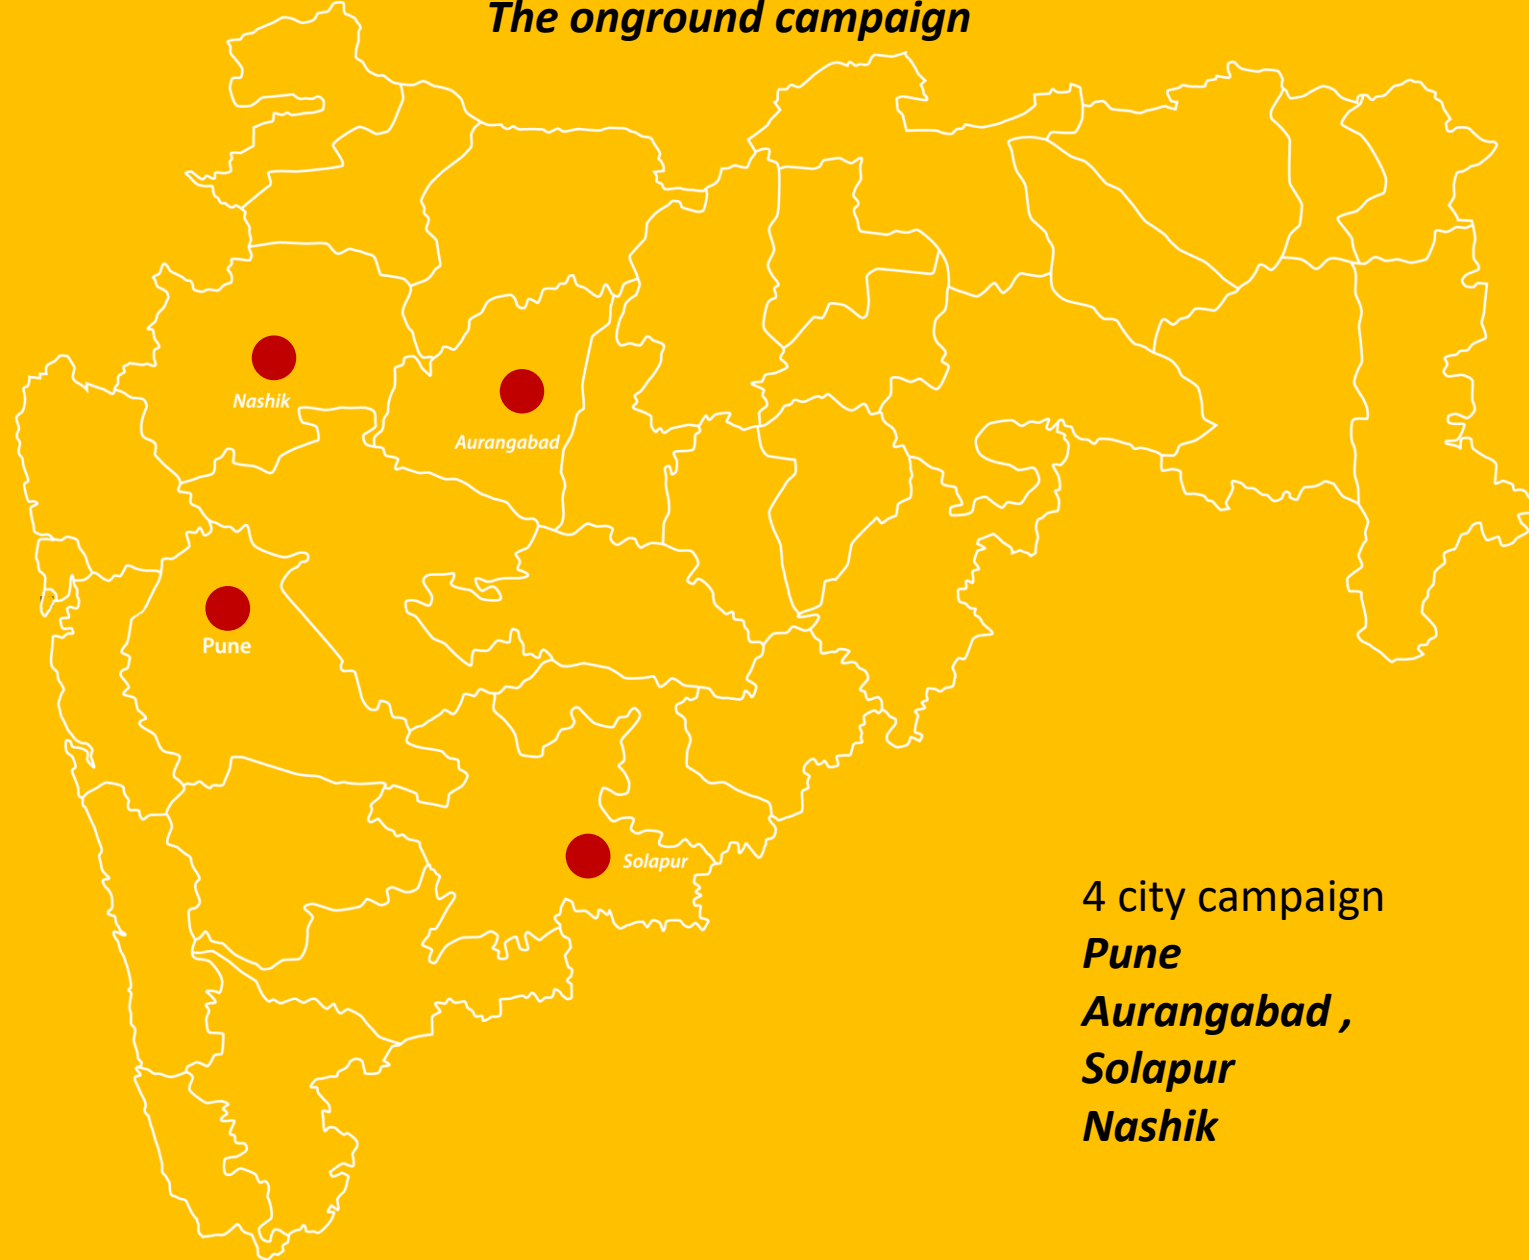 The onground campaign
Nashik
Aurangabad
Pune
Solapur
4 city campaign
Pune
Aurangabad ,
Solapur
Nashik